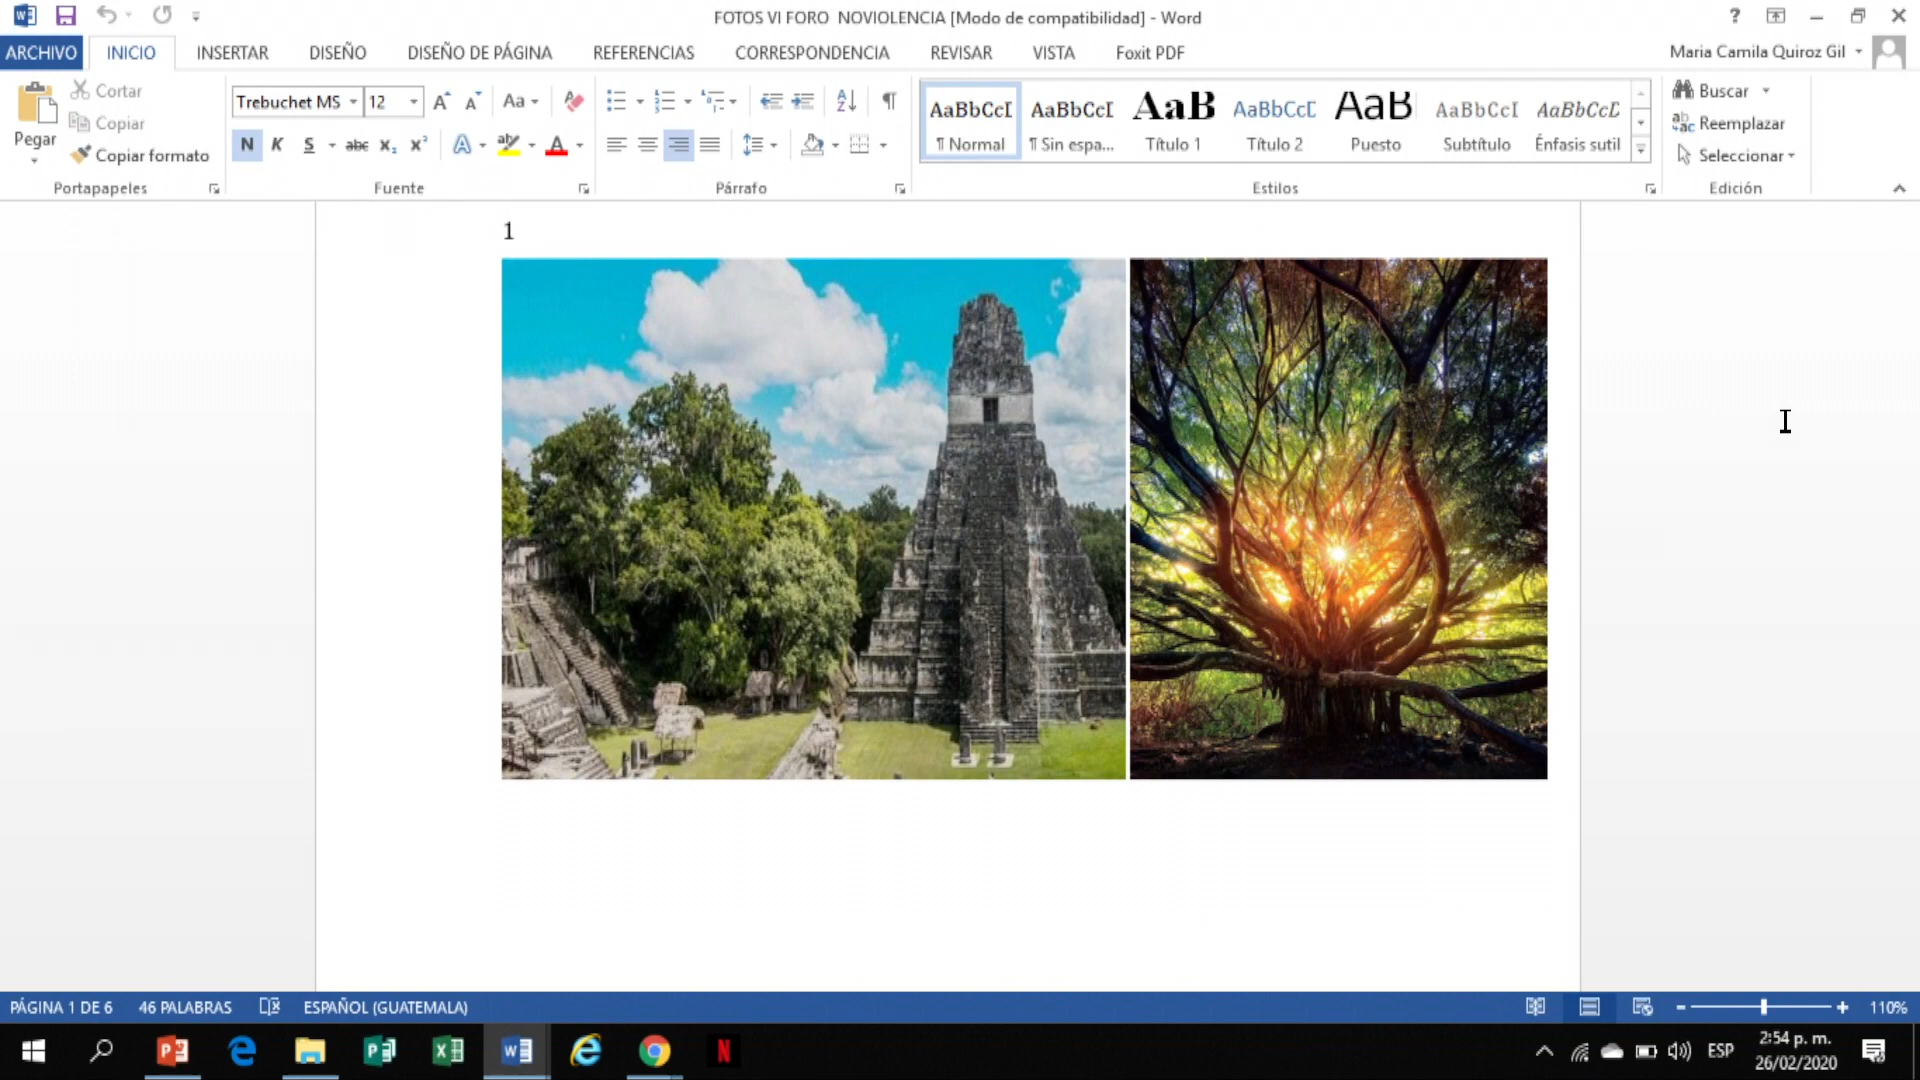 FOTOS VI FORO  NOVIOLENCIA [Modo de compatibilidad] - Word
ARCHIVO INICIO INSERTAR DISEÑO DISEÑO DE PÁGINA REFERENCIAS CORRESPONDENCIA REVISAR VISTA Foxit PDF Maria Camila Quiroz Gil
Pegar
Cortar
Copiar
Copiar formato
Portapapeles
Trebuchet MS 12
N K S abc x₂ x² A aby A
Fuente
Párrafo
AaBbCcI AaBbCcI AaB AaBbCcC AaB AaBbCcI AaBbCcL
¶ Normal ¶ Sin espa... Título 1 Título 2 Puesto Subtítulo Énfasis sutil
Estilos
Buscar
Reemplazar
Seleccionar
Edición
1
PÁGINA 1 DE 6 46 PALABRAS ESPAÑOL (GUATEMALA) 110%
ESP
2:54 p. m.
26/02/2020